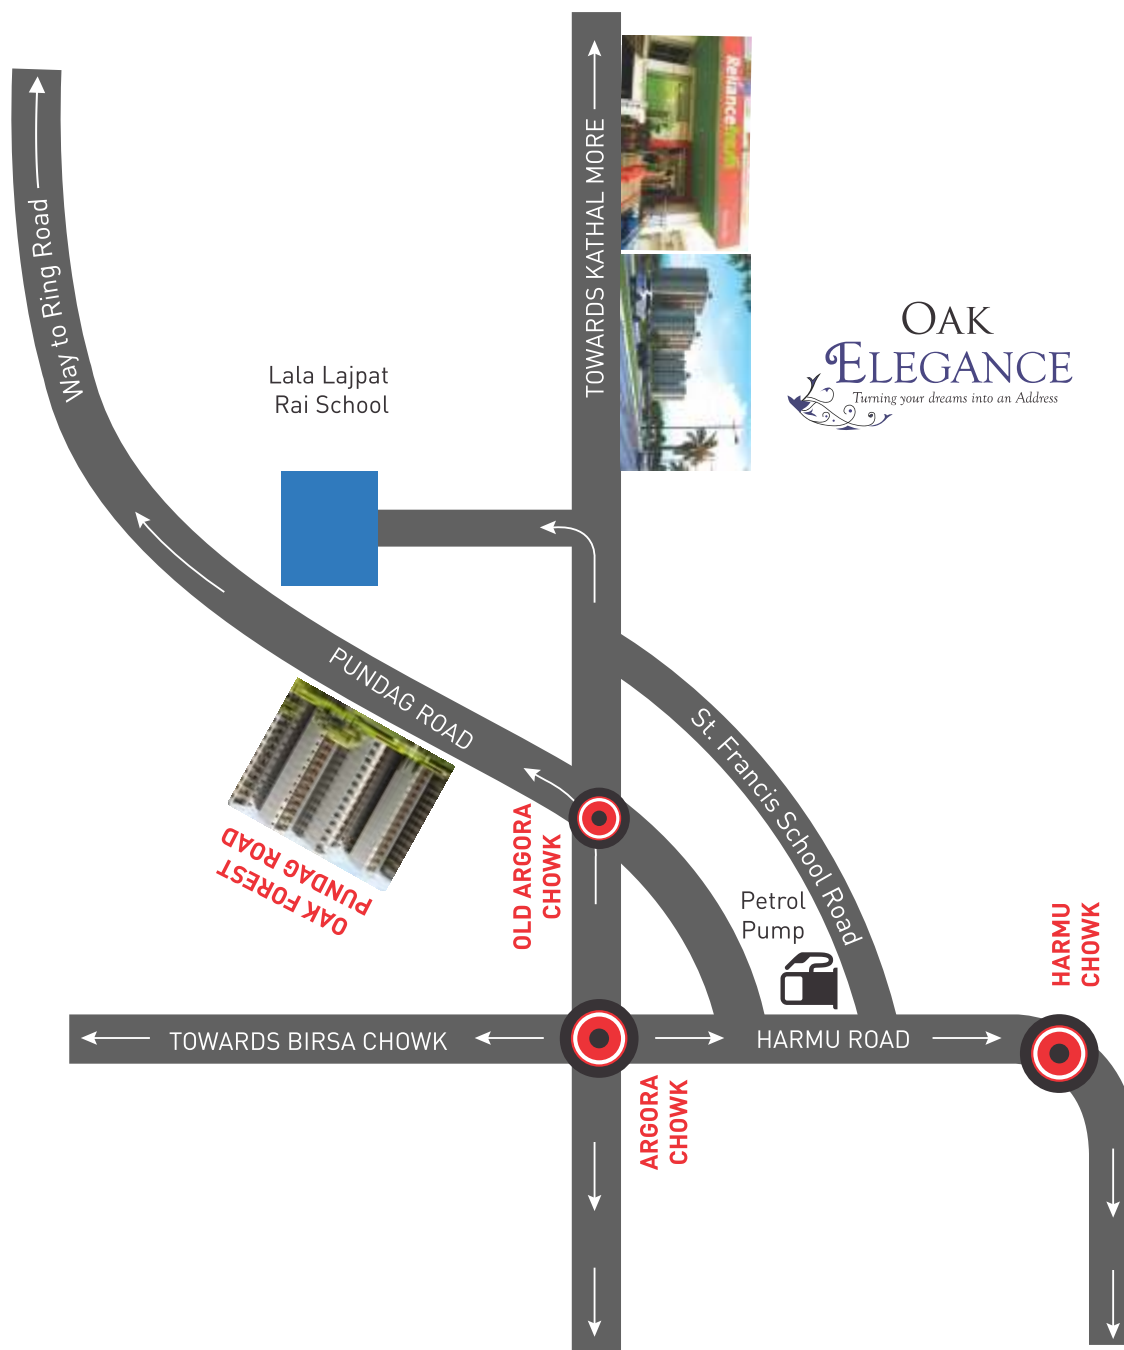 TOWARDS KATHAL MORE
Reliance
Way to Ring Road
OAK
ELEGANCE
Turning your dreams into an Address
Lala Lajpat
Rai School
PUNDAG ROAD
St. Francis School Road
OAK FOREST
PUNDAG ROAD
OLD ARGORA
CHOWK
Petrol
Pump
HARMU
CHOWK
TOWARDS BIRSA CHOWK
HARMU ROAD
ARGORA
CHOWK